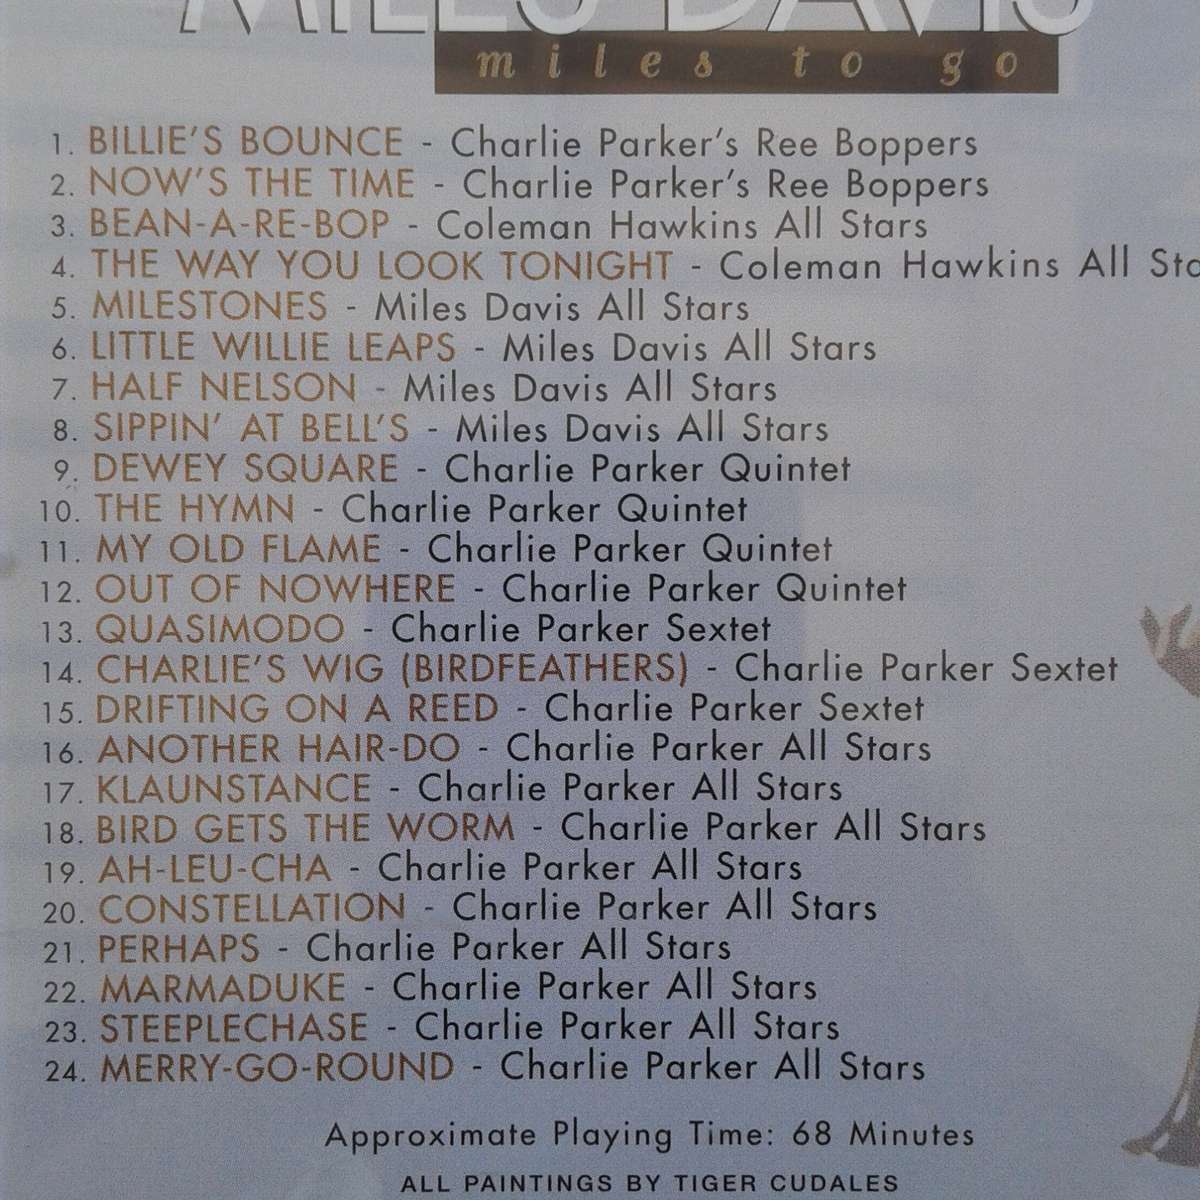 MILES DAVIS
miles to go
1. BILLIE'S BOUNCE - Charlie Parker's Ree Boppers
2. NOW'S THE TIME - Charlie Parker's Ree Boppers
3. BEAN-A-RE-BOP - Coleman Hawkins All Stars
4. THE WAY YOU LOOK TONIGHT - Coleman Hawkins All Sta
5. MILESTONES - Miles Davis All Stars
6. LITTLE WILLIE LEAPS - Miles Davis All Stars
7. HALF NELSON - Miles Davis All Stars
8. SIPPIN' AT BELL'S - Miles Davis All Stars
9. DEWEY SQUARE - Charlie Parker Quintet
10. THE HYMN - Charlie Parker Quintet
11. MY OLD FLAME - Charlie Parker Quintet
12. OUT OF NOWHERE - Charlie Parker Quintet
13. QUASIMODO - Charlie Parker Sextet
14. CHARLIE'S WIG (BIRDFEATHERS) - Charlie Parker Sextet
15. DRIFTING ON A REED - Charlie Parker Sextet
16. ANOTHER HAIR-DO - Charlie Parker All Stars
17. KLAUNSTANCE - Charlie Parker All Stars
18. BIRD GETS THE WORM - Charlie Parker All Stars
19. AH-LEU-CHA - Charlie Parker All Stars
20. CONSTELLATION - Charlie Parker All Stars
21. PERHAPS - Charlie Parker All Stars
22. MARMADUKE - Charlie Parker All Stars
23. STEEPLECHASE - Charlie Parker All Stars
24. MERRY-GO-ROUND - Charlie Parker All Stars
Approximate Playing Time: 68 Minutes
ALL PAINTINGS BY TIGER CUDALES